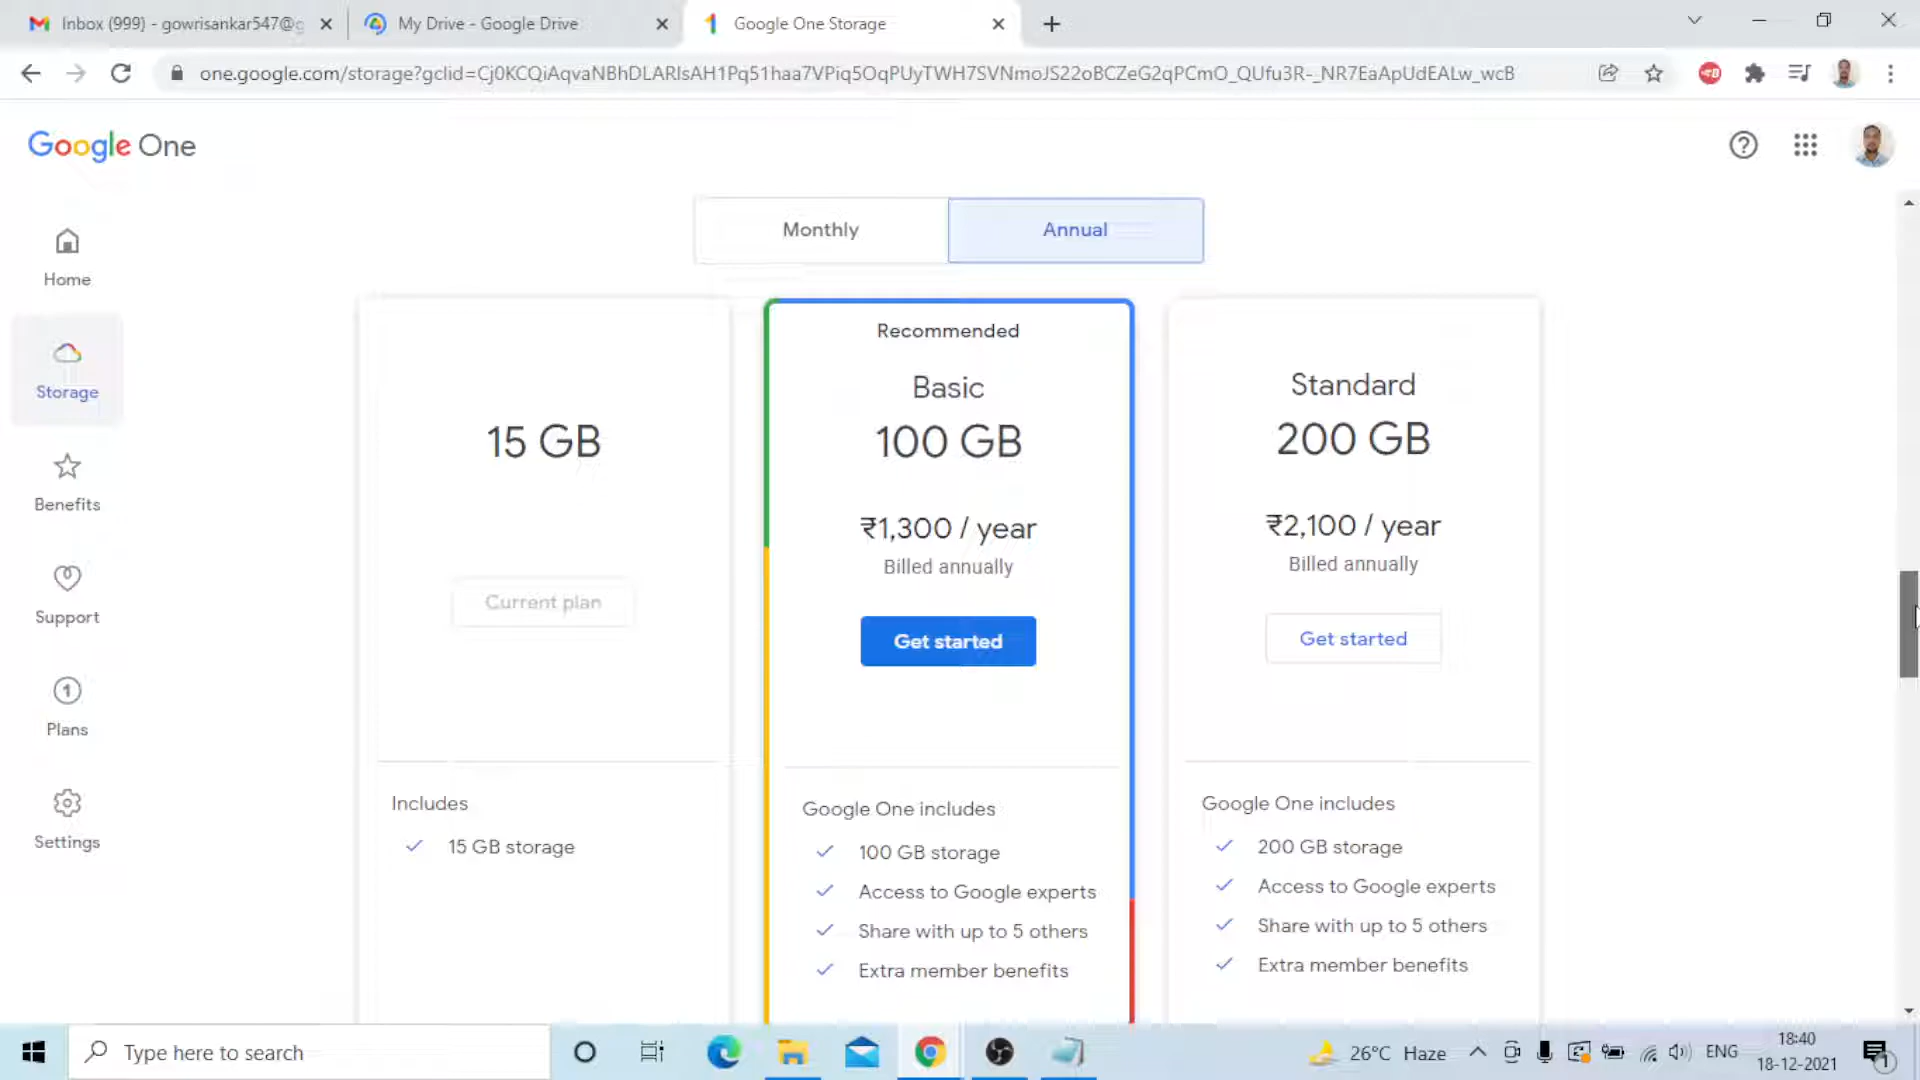 Inbox (999) - gowrisankar547@g
My Drive - Google Drive
Google One Storage
one.google.com/storage?gclid=Cj0KCQiAqvaNBhDLARIsAH1Pq51haa7VPiq5OqPUyTWH7SVNmoJS22oBCZeG2qPCmO_QUfu3R-_NR7EaApUdEALw_wcB
Google One
Monthly
Annual
Home
Storage
Benefits
Support
Plans
Settings
15 GB
Current plan
Includes
15 GB storage
Recommended
Basic
100 GB
₹1,300 / year
Billed annually
Get started
Google One includes
100 GB storage
Access to Google experts
Share with up to 5 others
Extra member benefits
Standard
200 GB
₹2,100 / year
Billed annually
Get started
Google One includes
200 GB storage
Access to Google experts
Share with up to 5 others
Extra member benefits
Type here to search
26°C Haze
ENG
18:40
18-12-2021
1